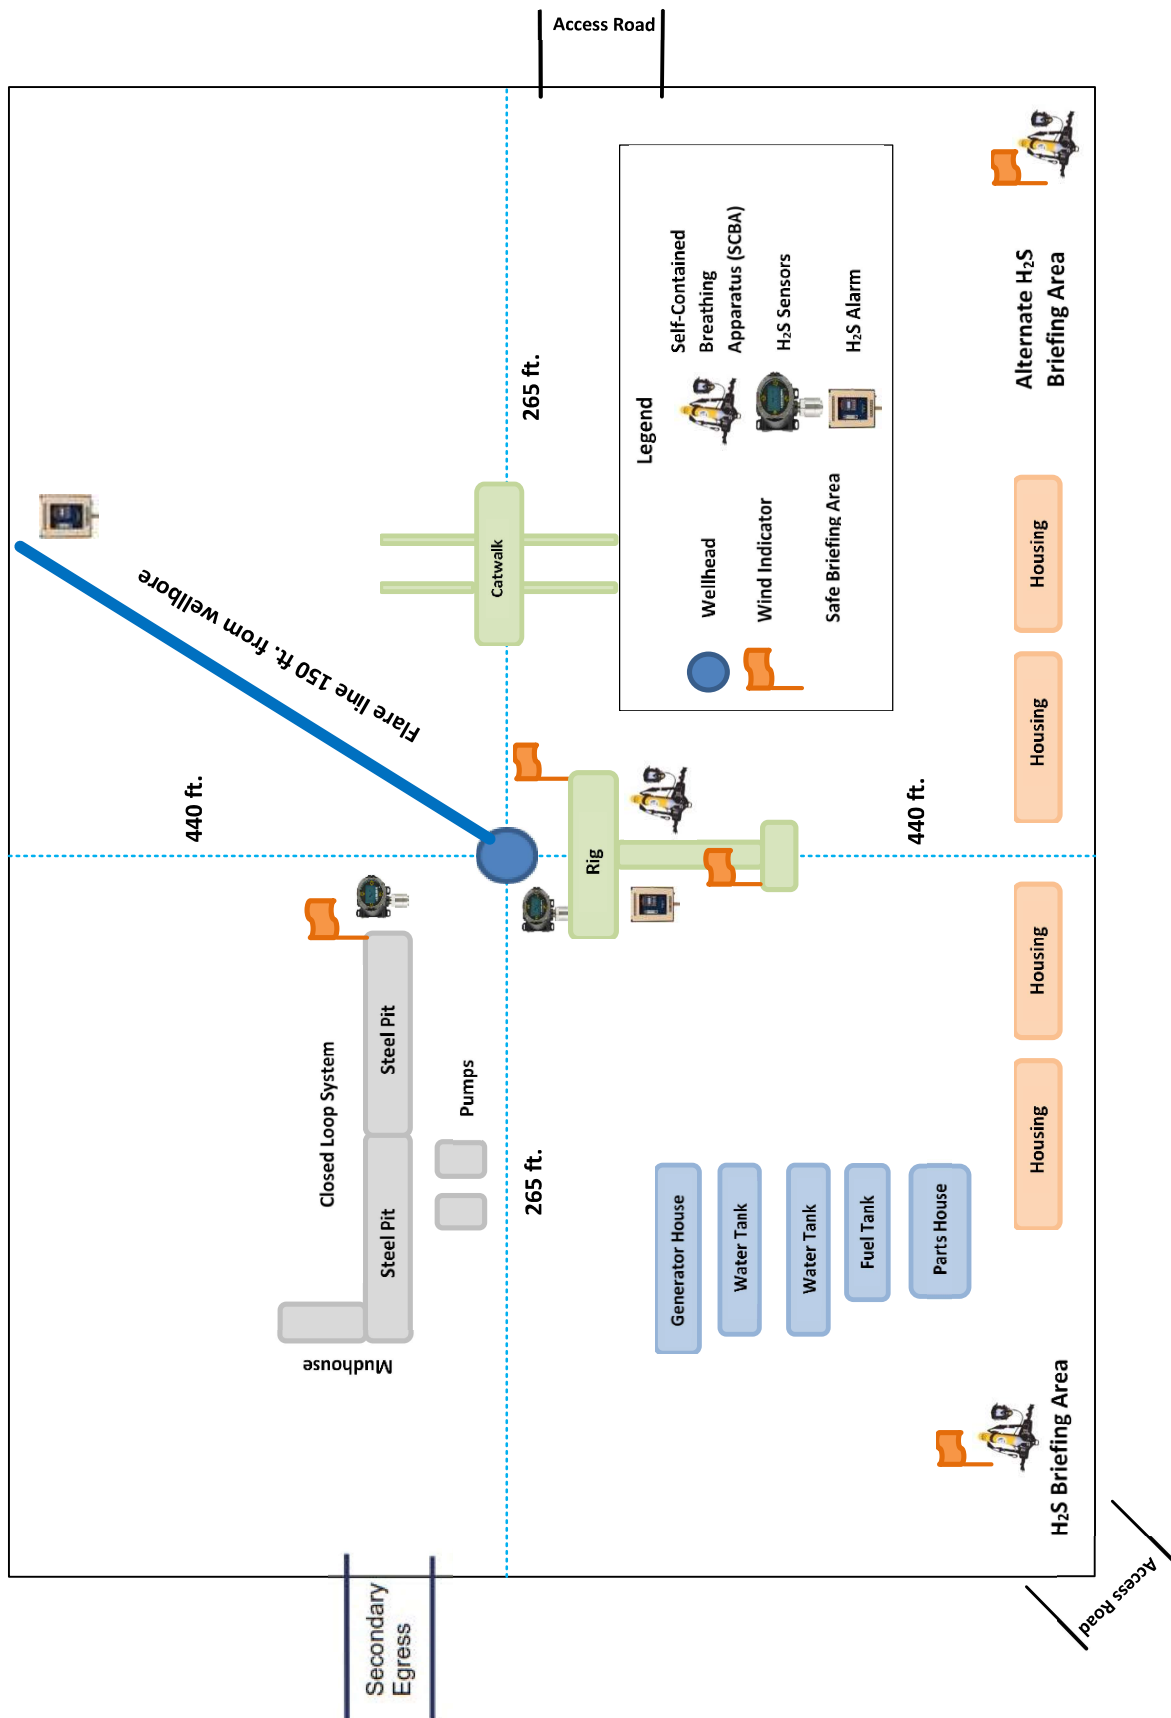 Access Road
Flare line 150 ft. from wellbore
440 ft.
265 ft.
Catwalk
Legend
Self-Contained
Breathing
Apparatus (SCBA)
H₂S Sensors
H₂S Alarm
Wellhead
Wind Indicator
Safe Briefing Area
Alternate H₂S
Briefing Area
Rig
440 ft.
Housing
Housing
Housing
Housing
Closed Loop System
Steel Pit
Steel Pit
Pumps
Mudhouse
265 ft.
Generator House
Water Tank
Water Tank
Fuel Tank
Parts House
H₂S Briefing Area
Secondary
Egress
Access Road